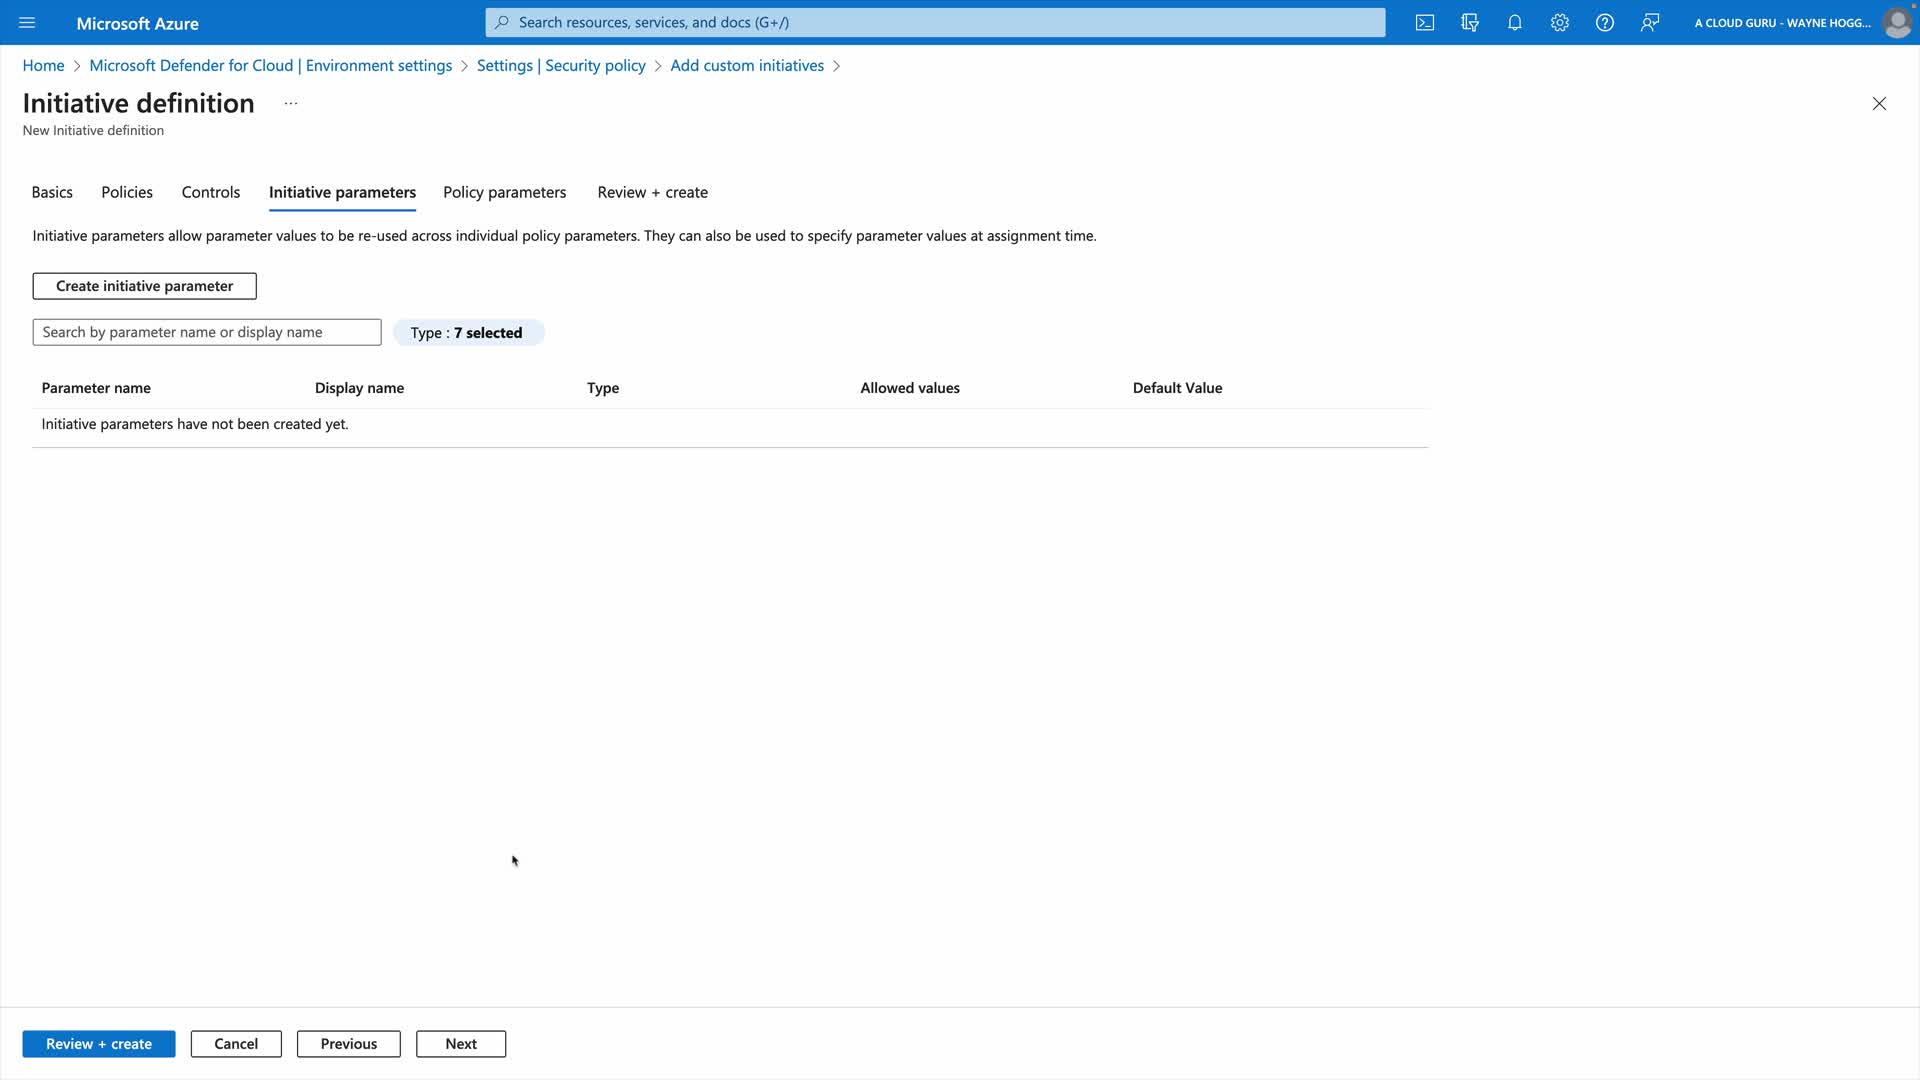 Microsoft Azure
Search resources, services, and docs (G+/)
A CLOUD GURU - WAYNE HOGG...
Home > Microsoft Defender for Cloud | Environment settings > Settings | Security policy > Add custom initiatives >
Initiative definition ...
New Initiative definition
Basics Policies Controls Initiative parameters Policy parameters Review + create
Initiative parameters allow parameter values to be re-used across individual policy parameters. They can also be used to specify parameter values at assignment time.
Create initiative parameter
Search by parameter name or display name Type : 7 selected
Parameter name Display name Type Allowed values Default Value
Initiative parameters have not been created yet.
Review + create Cancel Previous Next